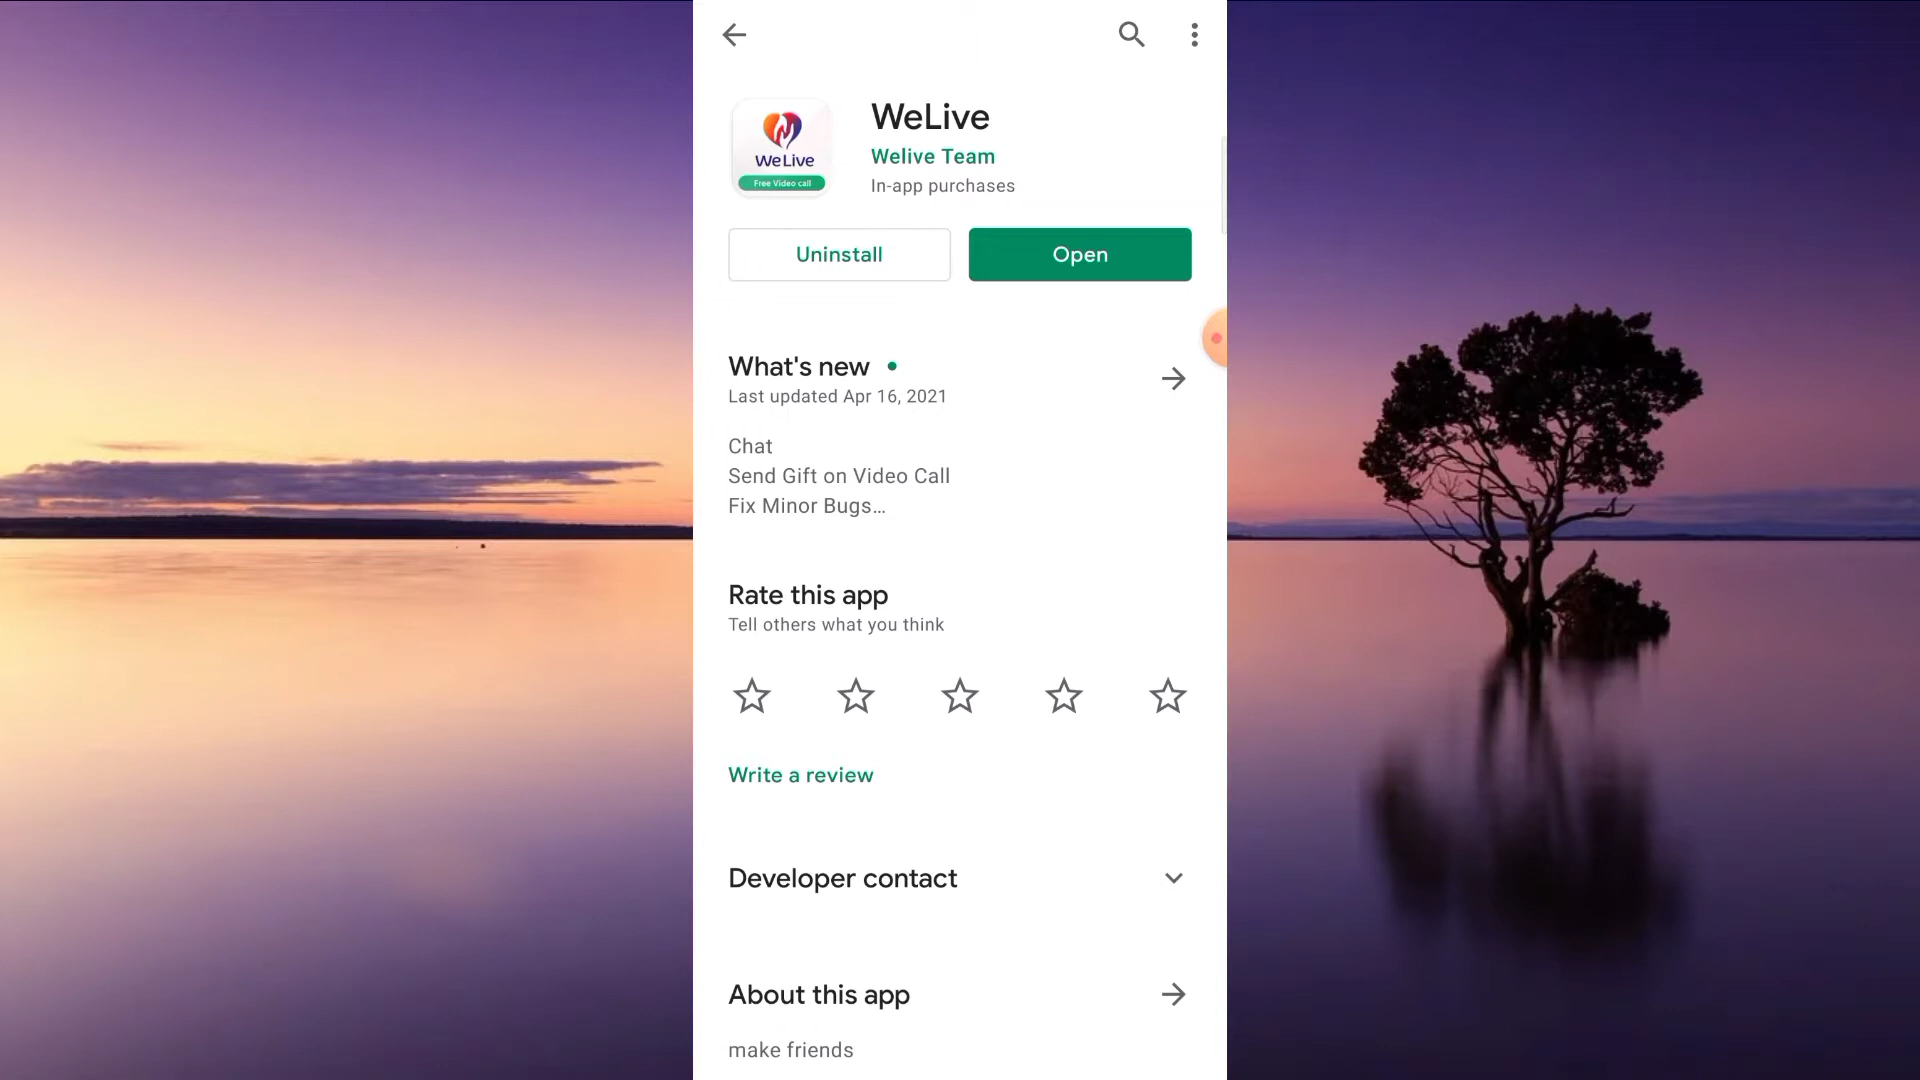 WeLive
Welive Team
In-app purchases
We Live
Free Video call
Uninstall
Open
What's new
Last updated Apr 16, 2021
Chat
Send Gift on Video Call
Fix Minor Bugs…
Rate this app
Tell others what you think
Write a review
Developer contact
About this app
make friends